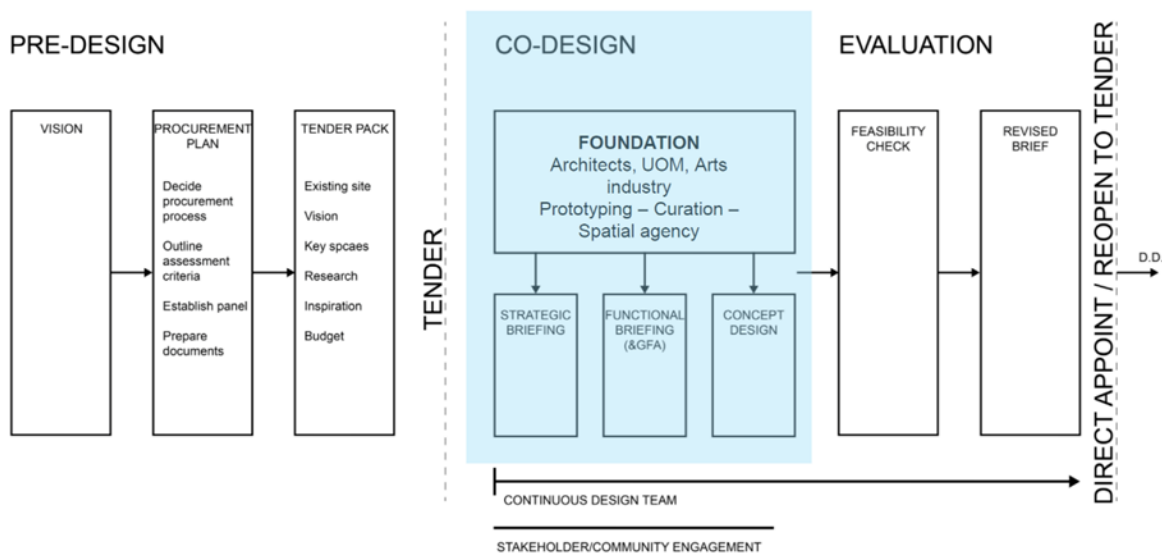 PRE-DESIGN
VISION
PROCUREMENT
PLAN
Decide
procurement
process
Outline
assessment
criteria
Establish panel
Prepare
documents
TENDER PACK
Existing site
Vision
Key spcaes
Research
Inspiration
Budget
TENDER
CO-DESIGN
FOUNDATION
Architects, UOM, Arts
industry
Prototyping – Curation –
Spatial agency
STRATEGIC
BRIEFING
FUNCTIONAL
BRIEFING
(&GFA)
CONCEPT
DESIGN
EVALUATION
FEASIBILITY
CHECK
REVISED
BRIEF
DIRECT APPOINT / REOPEN TO TENDER
D.D.
CONTINUOUS DESIGN TEAM
STAKEHOLDER/COMMUNITY ENGAGEMENT